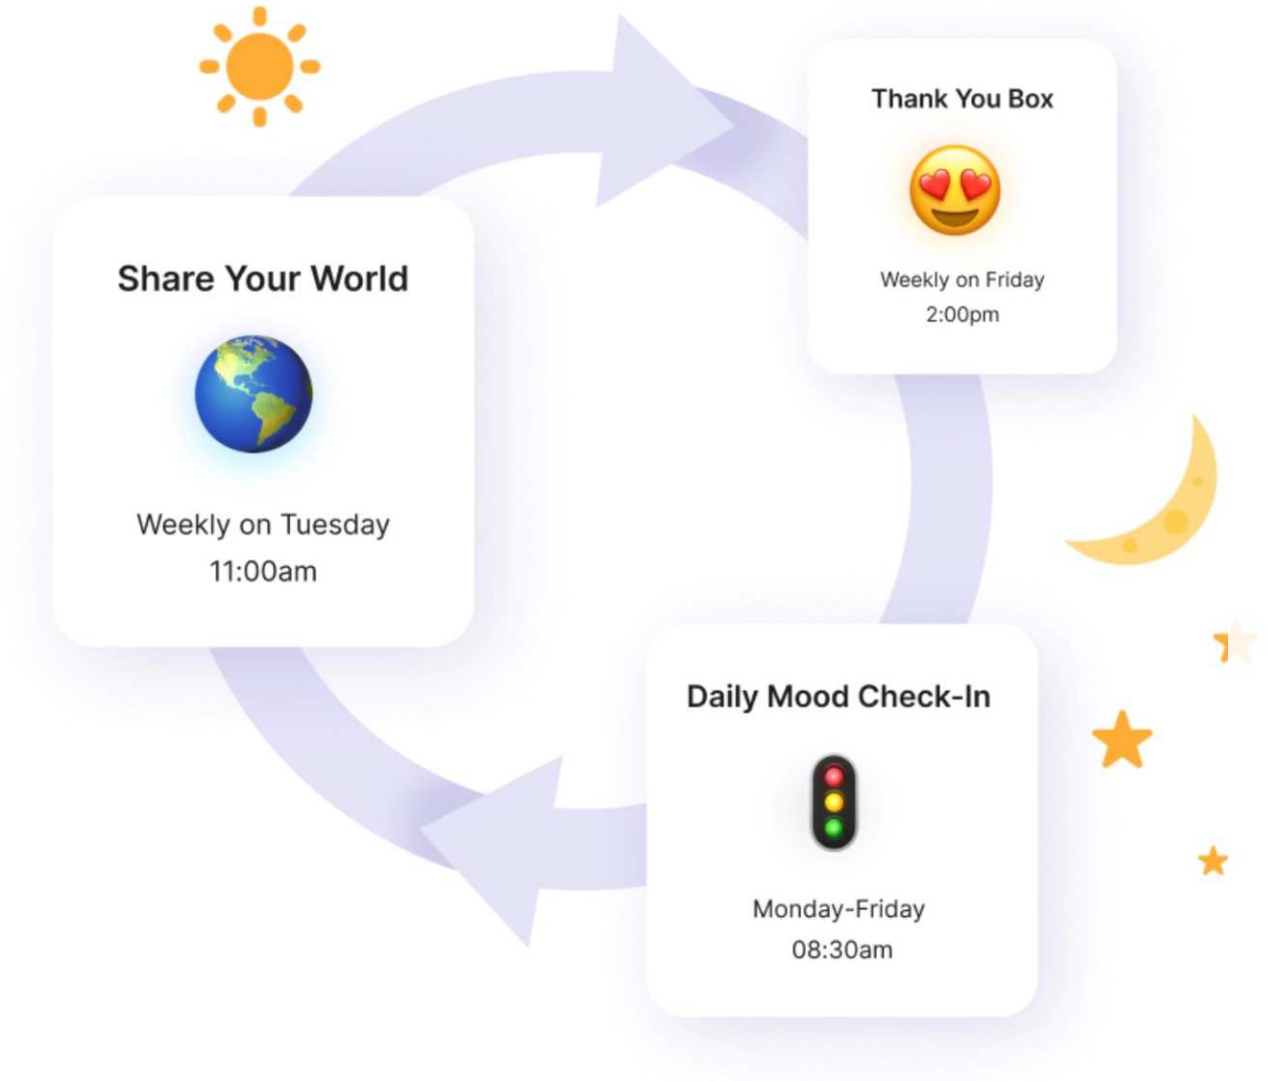 Thank You Box
Weekly on Friday
2:00pm
Share Your World
Weekly on Tuesday
11:00am
Daily Mood Check-In
Monday-Friday
08:30am